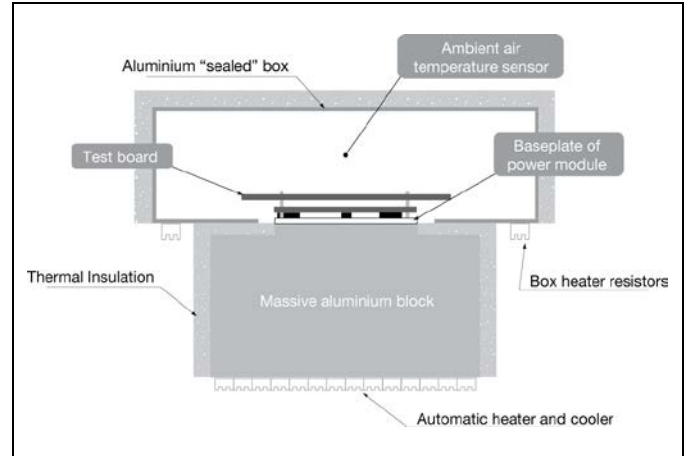 Ambient air
temperature sensor
Aluminium “sealed” box
Test board
Baseplate of
power module
Thermal Insulation
Massive aluminium block
Box heater resistors
Automatic heater and cooler